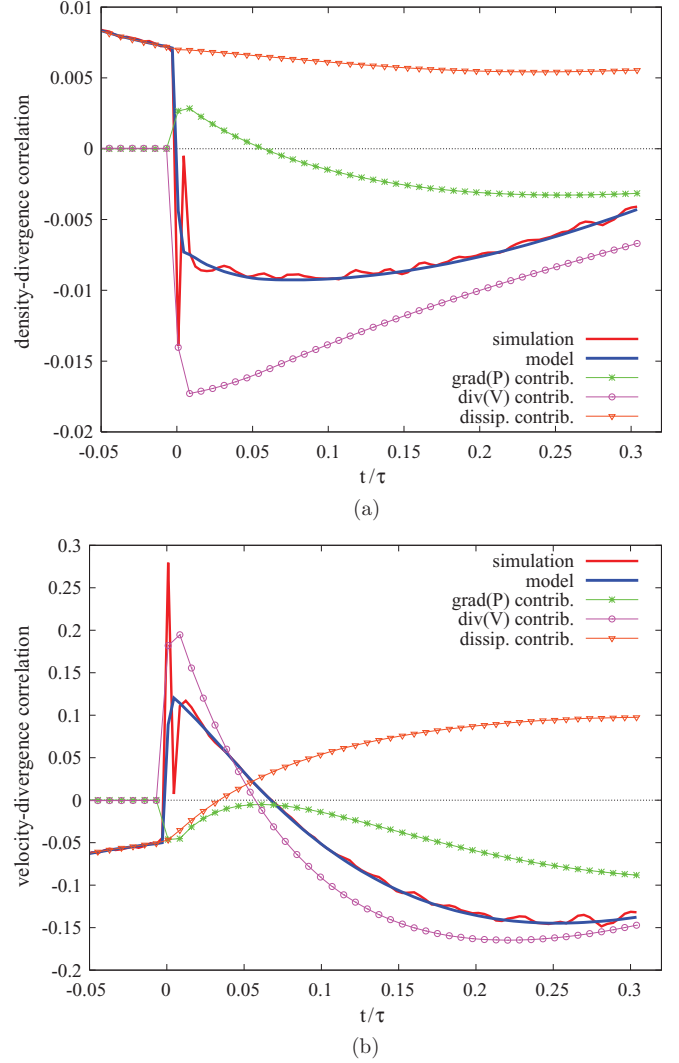 0.01
0.005
0
-0.005
-0.01
-0.015
-0.02
density-divergence correlation
simulation
model
grad(P) contrib.
div(V) contrib.
dissip. contrib.
-0.05 0 0.05 0.1 0.15 0.2 0.25 0.3
t/τ
(a)
0.3
0.25
0.2
0.15
0.1
0.05
0
-0.05
-0.1
-0.15
-0.2
velocity-divergence correlation
simulation
model
grad(P) contrib.
div(V) contrib.
dissip. contrib.
-0.05 0 0.05 0.1 0.15 0.2 0.25 0.3
t/τ
(b)